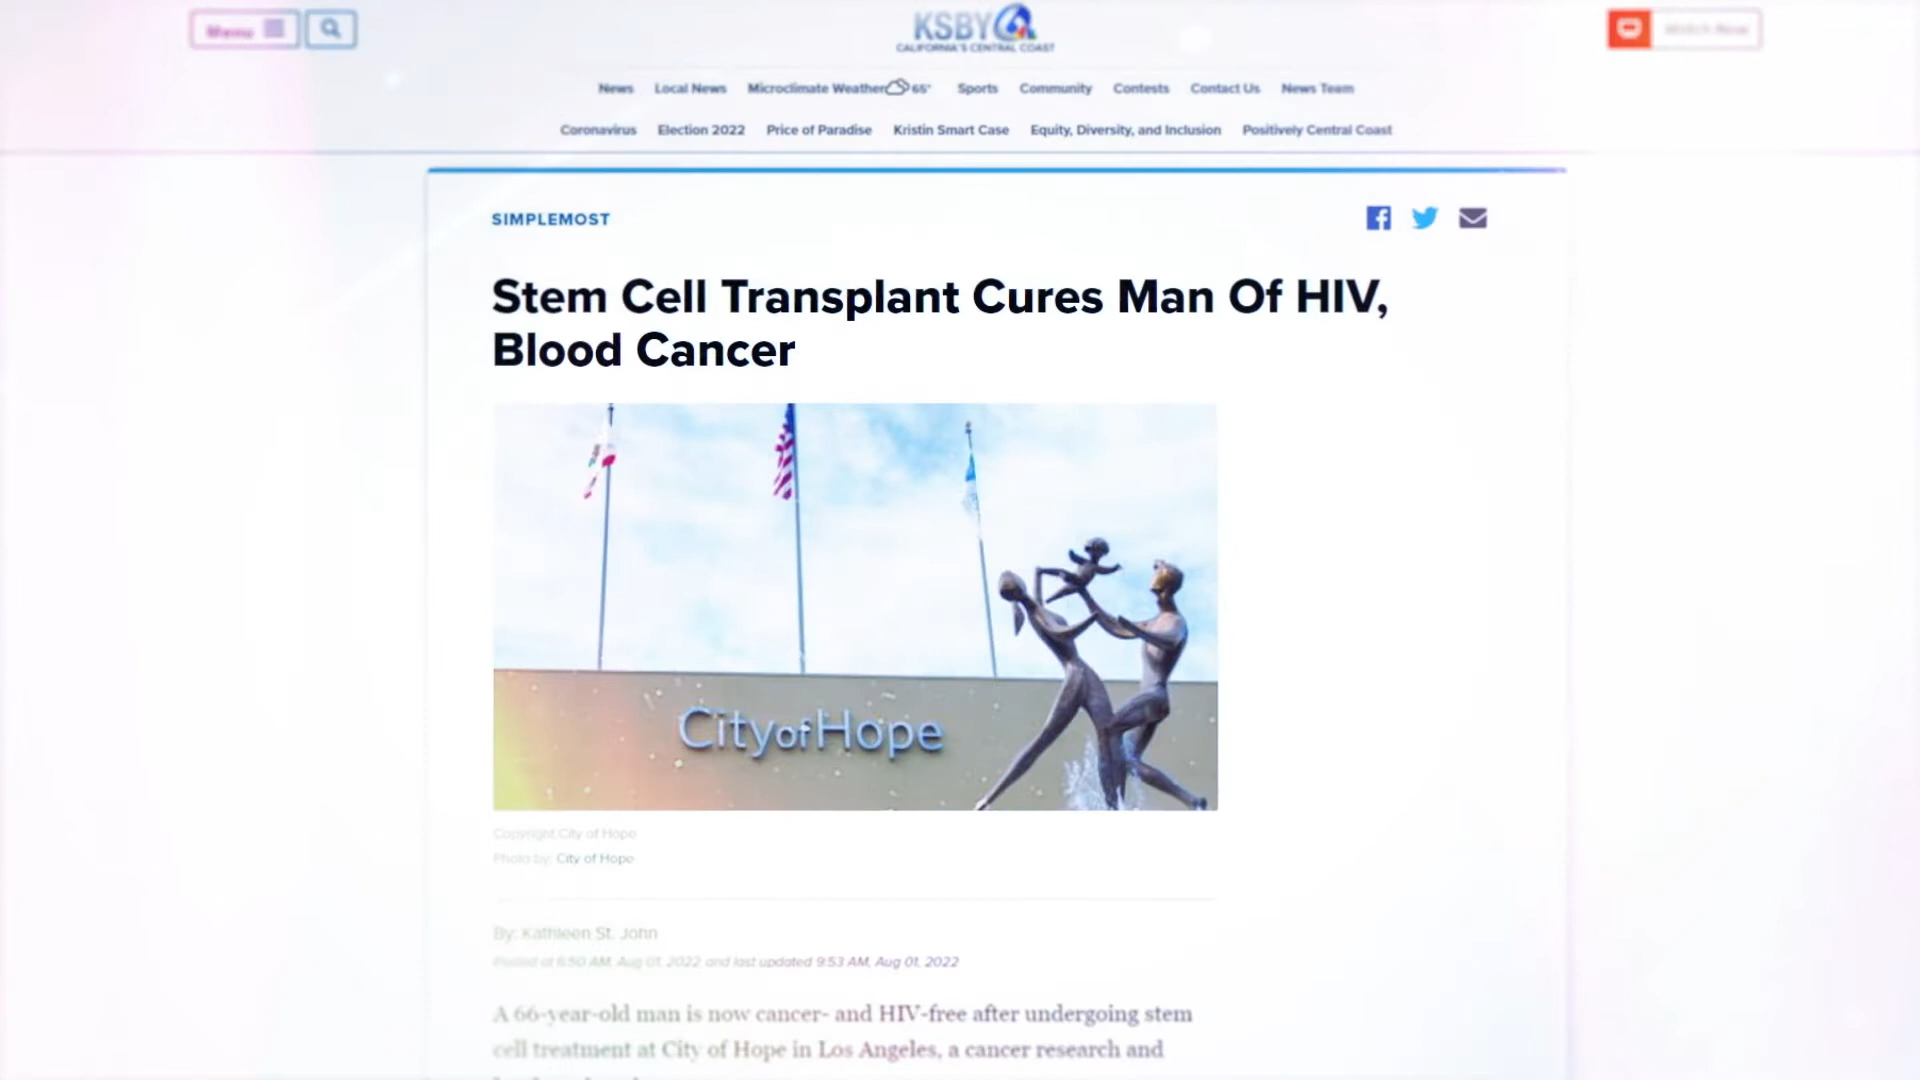 Menu
KSBY 6
CALIFORNIA'S CENTRAL COAST
Watch Now
News Local News Microclimate Weather 65° Sports Community Contests Contact Us News Team
Coronavirus Election 2022 Price of Paradise Kristin Smart Case Equity, Diversity, and Inclusion Positively Central Coast
SIMPLEMOST
Stem Cell Transplant Cures Man Of HIV,
Blood Cancer
CityofHope
Copyright City of Hope
Photo by: City of Hope
By: Kathleen St. John
Posted at 6:50 AM, Aug 01, 2022 and last updated 9:53 AM, Aug 01, 2022
A 66-year-old man is now cancer- and HIV-free after undergoing stem
cell treatment at City of Hope in Los Angeles, a cancer research and